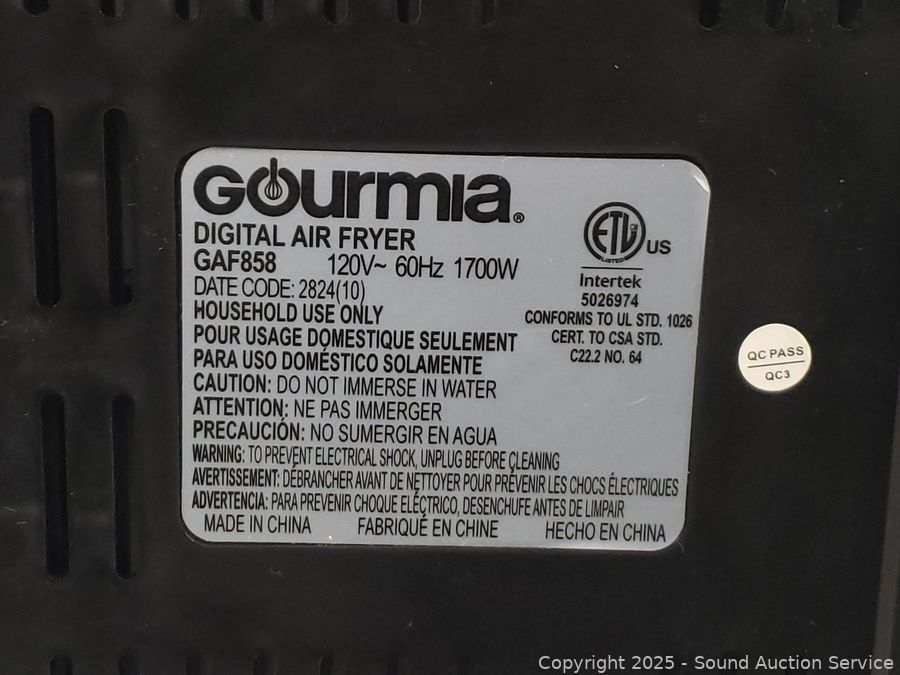 GOURMIA®
DIGITAL AIR FRYER
GAF858 120V~ 60Hz 1700W
DATE CODE: 2824(10)
HOUSEHOLD USE ONLY
POUR USAGE DOMESTIQUE SEULEMENT
PARA USO DOMÉSTICO SOLAMENTE
CAUTION: DO NOT IMMERSE IN WATER
ATTENTION: NE PAS IMMERGER
PRECAUCIÓN: NO SUMERGIR EN AGUA
WARNING: TO PREVENT ELECTRICAL SHOCK, UNPLUG BEFORE CLEANING
AVERTISSEMENT: DÉBRANCHER AVANT DE NETTOYER POUR PRÉVENIR LES CHOCS ÉLECTRIQUES
ADVERTENCIA: PARA PREVENIR CHOQUE ELÉCTRICO, DESENCHUFE ANTES DE LIMPIAR
MADE IN CHINA FABRIQUÉ EN CHINE HECHO EN CHINA
ETL CM US
LISTED
Intertek
5026974
CONFORMS TO UL STD. 1026
CERT. TO CSA STD.
C22.2 NO. 64
QC PASS
QC3
Copyright © 2025 - Sound Auction Service